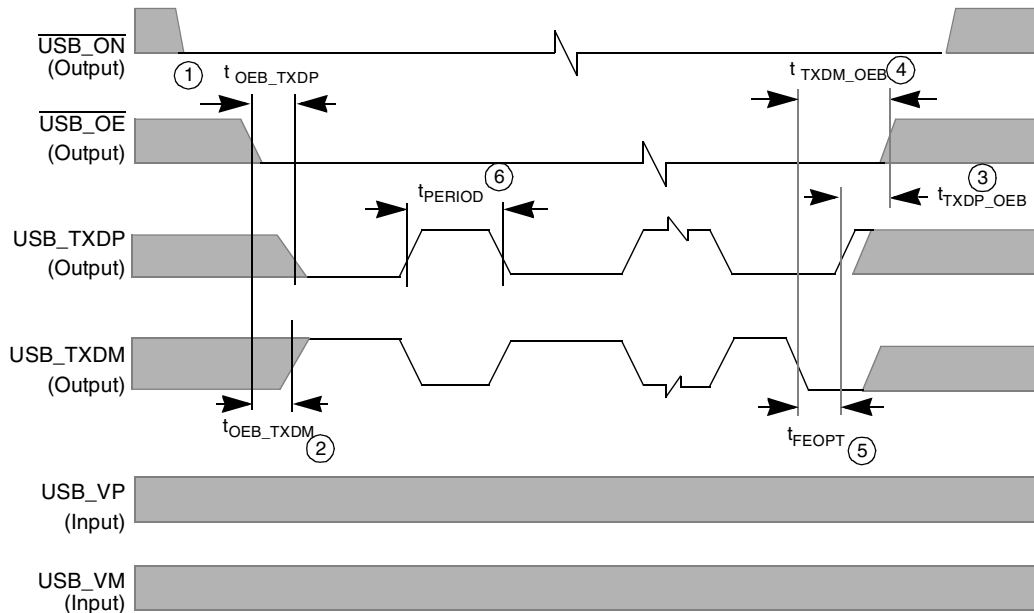 USB_ON
(Output)
1
t OEB_TXDP
t TXDM_OEB
4
USB_OE
(Output)
6
tPERIOD
3
tTXDP_OEB
USB_TXDP
(Output)
USB_TXDM
(Output)
tOEB_TXDM
2
tFEOPT
5
USB_VP
(Input)
USB_VM
(Input)